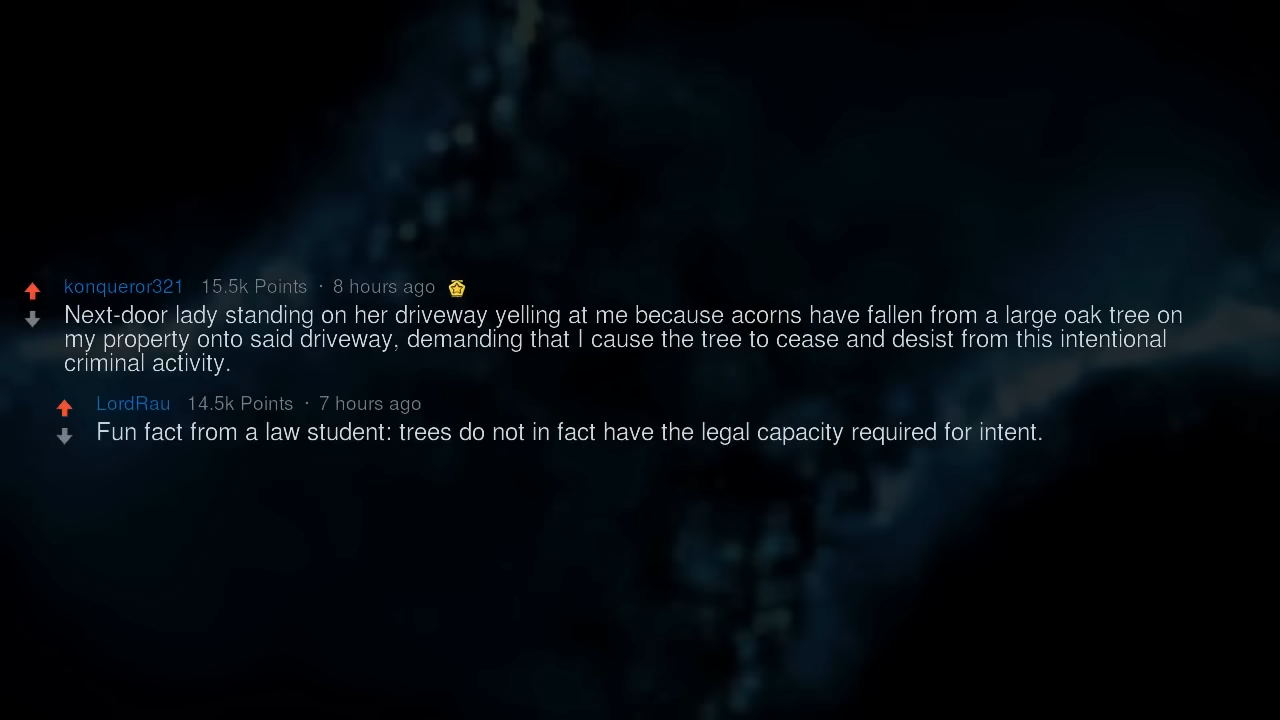 konqueror321 15.5k Points · 8 hours ago
Next-door lady standing on her driveway yelling at me because acorns have fallen from a large oak tree on
my property onto said driveway, demanding that I cause the tree to cease and desist from this intentional
criminal activity.
LordRau 14.5k Points · 7 hours ago
Fun fact from a law student: trees do not in fact have the legal capacity required for intent.